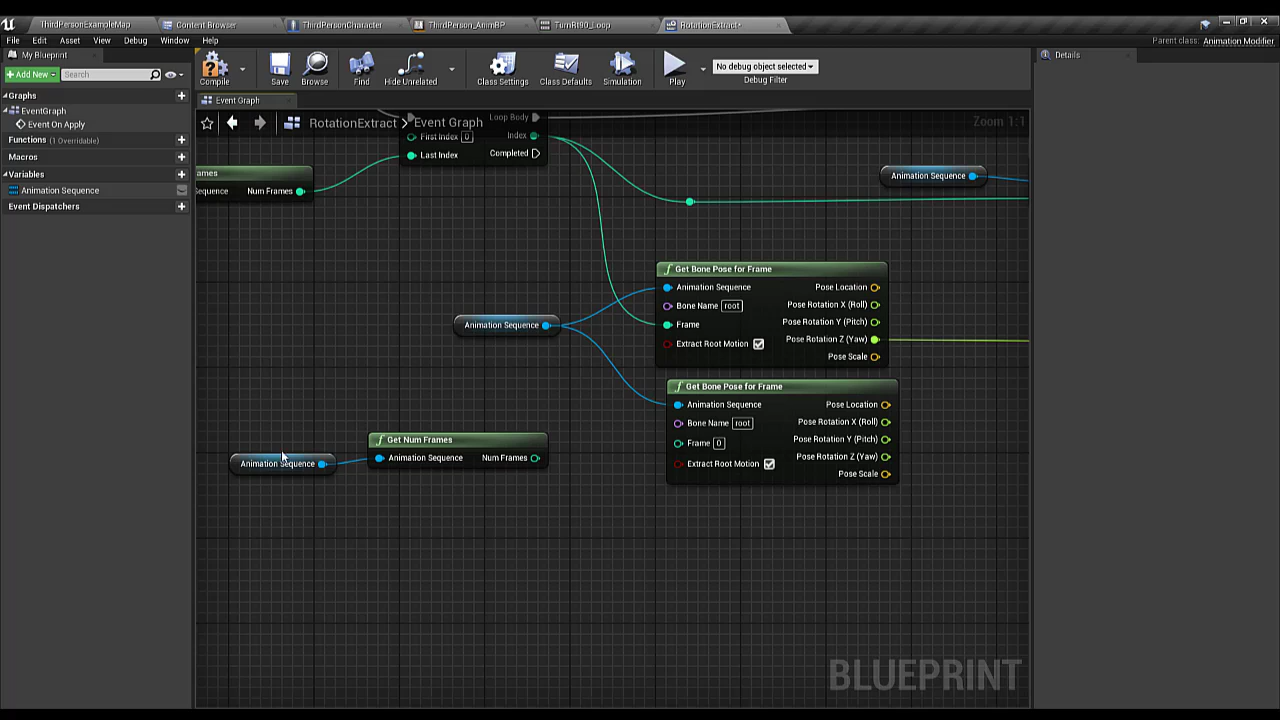 ThirdPersonExampleMap
Content Browser
ThirdPersonCharacter
ThirdPerson_AnimBP
TurnRt90_Loop
RotationExtract*
File Edit Asset View Debug Window Help
Parent class: Animation Modifier
My Blueprint
+Add New
Search
Compile
Save
Browse
Find
Hide Unrelated
Class Settings
Class Defaults
Simulation
Play
No debug object selected
Debug Filter
Details
Graphs
EventGraph
Event On Apply
Functions (1 Overridable)
Macros
Variables
Animation Sequence
Event Dispatchers
Event Graph
RotationExtract > Event Graph
Zoom 1:1
Loop Body
First Index 0
Index
Last Index
Completed
ames
Sequence
Num Frames
Animation Sequence
Get Bone Pose for Frame
Animation Sequence
Pose Location
Bone Name root
Pose Rotation X (Roll)
Pose Rotation Y (Pitch)
Frame
Pose Rotation Z (Yaw)
Extract Root Motion
Pose Scale
Animation Sequence
Get Bone Pose for Frame
Animation Sequence
Pose Location
Bone Name root
Pose Rotation X (Roll)
Frame 0
Pose Rotation Y (Pitch)
Pose Rotation Z (Yaw)
Extract Root Motion
Pose Scale
Get Num Frames
Animation Sequence
Num Frames
Animation Sequence
BLUEPRINT